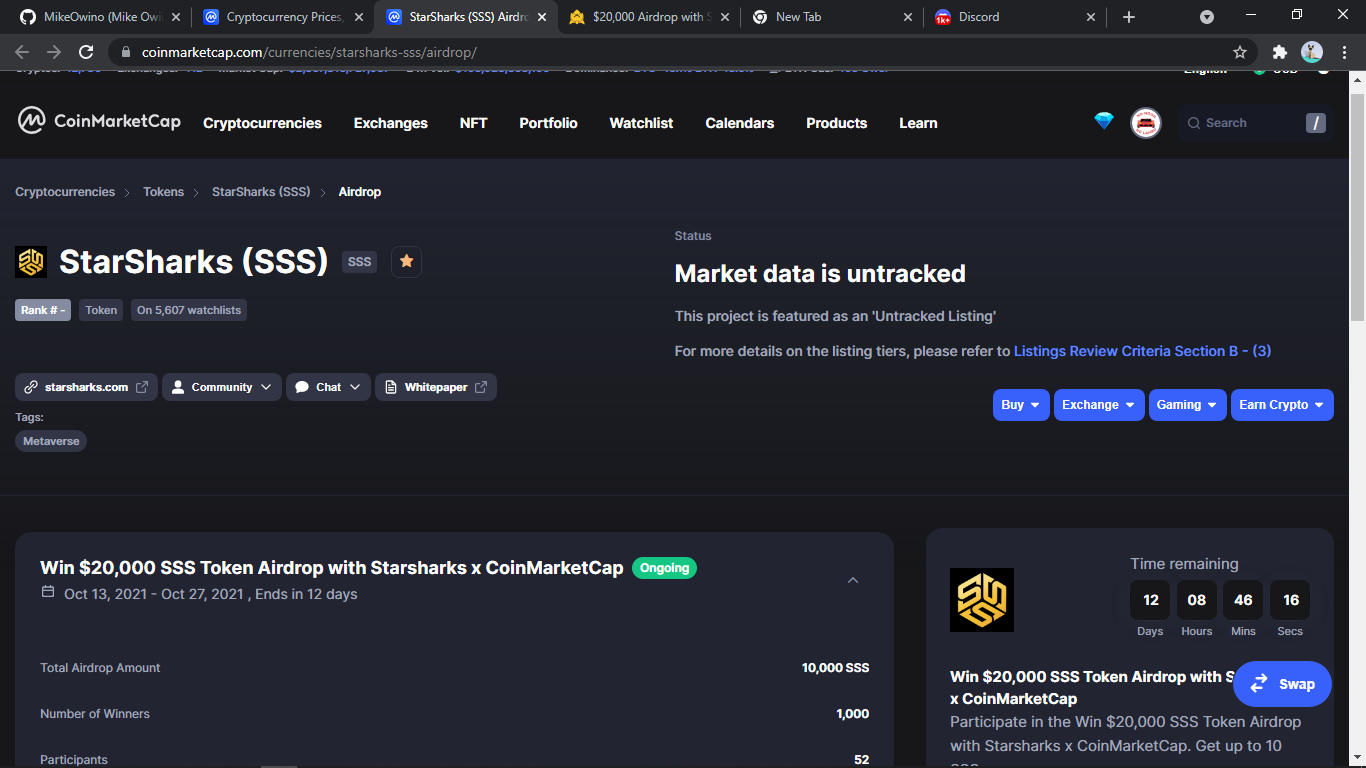 MikeOwino (Mike Owi
Cryptocurrency Prices,
StarSharks (SSS) Airdro
$20,000 Airdrop with S
New Tab
1k+
Discord
coinmarketcap.com/currencies/starsharks-sss/airdrop/
English
USD
CoinMarketCap
Cryptocurrencies
Exchanges
NFT
Portfolio
Watchlist
Calendars
Products
Learn
Search
/
Cryptocurrencies > Tokens > StarSharks (SSS) > Airdrop
StarSharks (SSS)
SSS
Rank # -
Token
On 5,607 watchlists
Status
Market data is untracked
This project is featured as an 'Untracked Listing'
For more details on the listing tiers, please refer to Listings Review Criteria Section B - (3)
starsharks.com
Community
Chat
Whitepaper
Tags:
Metaverse
Buy
Exchange
Gaming
Earn Crypto
Win $20,000 SSS Token Airdrop with Starsharks x CoinMarketCap
Ongoing
Oct 13, 2021 - Oct 27, 2021 , Ends in 12 days
Total Airdrop Amount
10,000 SSS
Number of Winners
1,000
Participants
52
Time remaining
12
08
46
16
Days
Hours
Mins
Secs
Win $20,000 SSS Token Airdrop with S
x CoinMarketCap
Swap
Participate in the Win $20,000 SSS Token Airdrop
with Starsharks x CoinMarketCap. Get up to 10